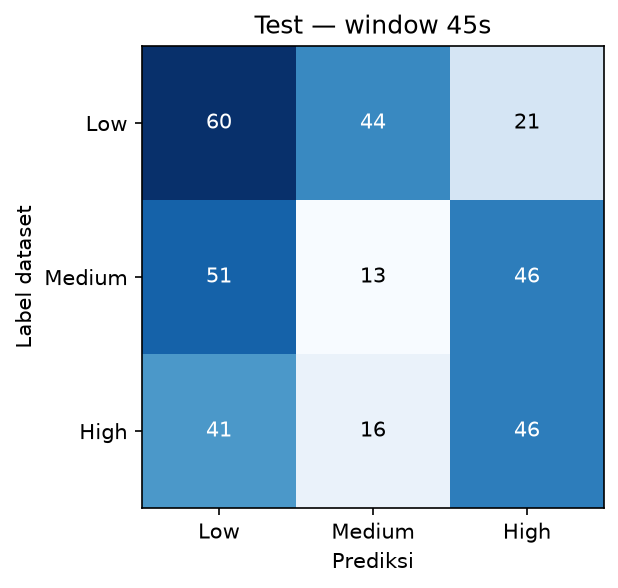 Test — window 45s
Label dataset
Low 60 44 21
Medium 51 13 46
High 41 16 46
Low Medium High
Prediksi